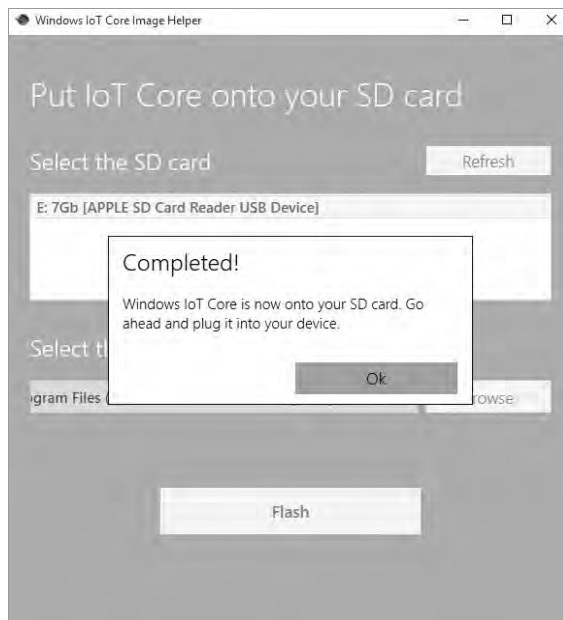 Windows IoT Core Image Helper
Put IoT Core onto your SD card
Select the SD card
Refresh
E: 7Gb [APPLE SD Card Reader USB Device]
Completed!
Windows IoT Core is now onto your SD card. Go
ahead and plug it into your device.
Ok
Select
ogram Files
rowse
Flash